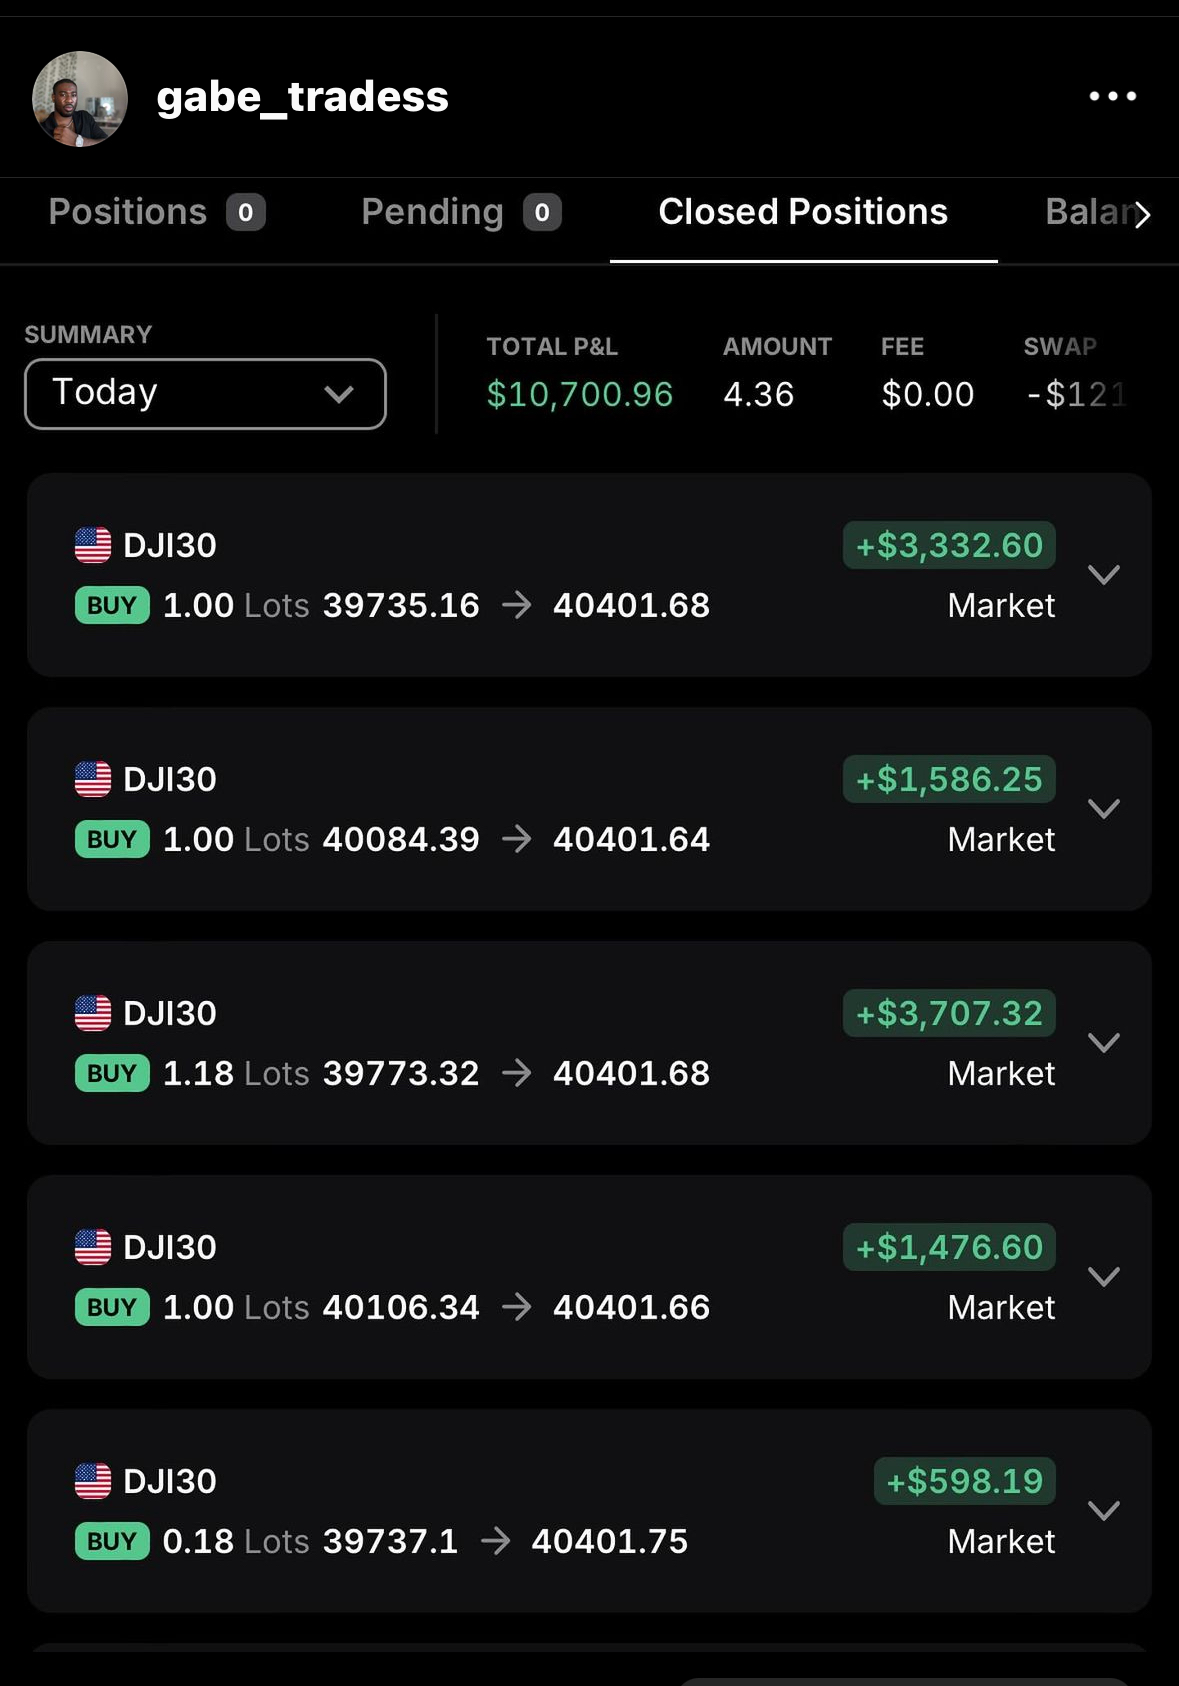 gabe_tradess
Positions 0 Pending 0 Closed Positions Balan
SUMMARY
Today
TOTAL P&L AMOUNT FEE SWAP
$10,700.96 4.36 $0.00 -$121
DJI30 +$3,332.60
BUY 1.00 Lots 39735.16 → 40401.68 Market
DJI30 +$1,586.25
BUY 1.00 Lots 40084.39 → 40401.64 Market
DJI30 +$3,707.32
BUY 1.18 Lots 39773.32 → 40401.68 Market
DJI30 +$1,476.60
BUY 1.00 Lots 40106.34 → 40401.66 Market
DJI30 +$598.19
BUY 0.18 Lots 39737.1 → 40401.75 Market